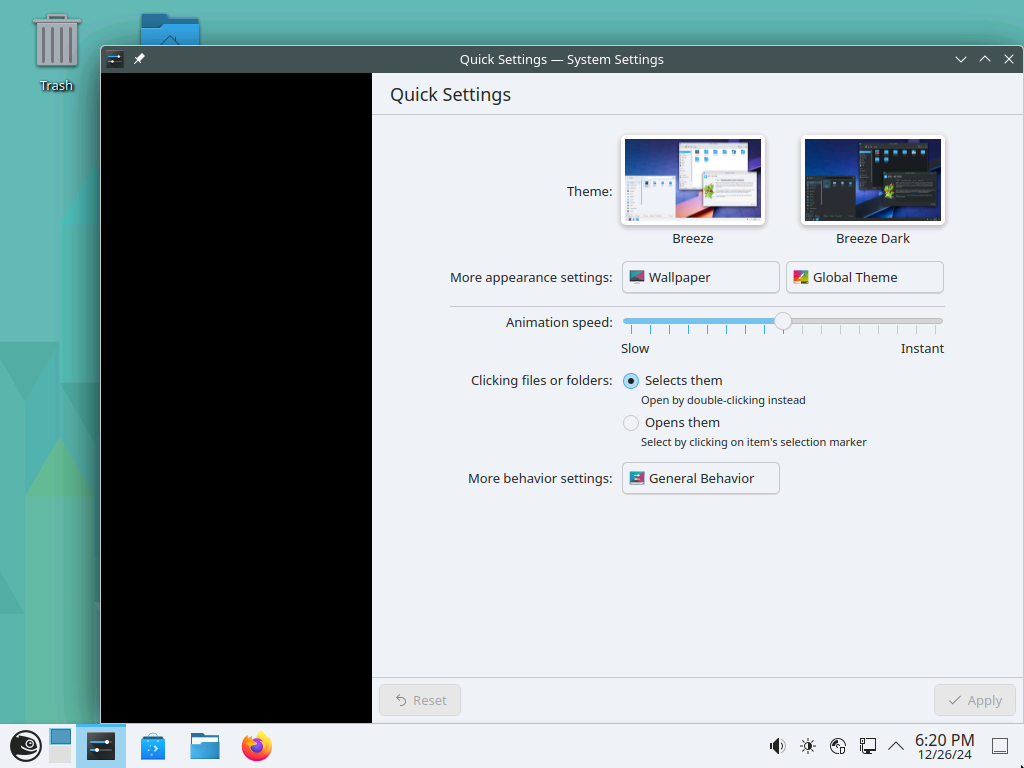 Trash
Quick Settings — System Settings
Quick Settings
Theme:
Breeze
Breeze Dark
More appearance settings:
Wallpaper
Global Theme
Animation speed:
Slow
Instant
Clicking files or folders:
Selects them
Open by double-clicking instead
Opens them
Select by clicking on item's selection marker
More behavior settings:
General Behavior
Reset
Apply
6:20 PM
12/26/24